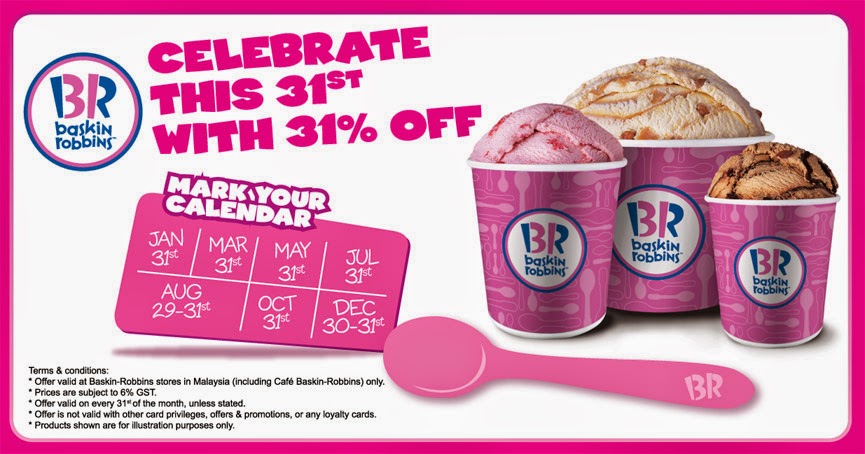 BR
baskin
robbins™
CELEBRATE
THIS 31ST
WITH 31% OFF
MARK YOUR
CALENDAR
JAN
31st
MAR
31st
MAY
31st
JUL
31st
AUG
29-31st
OCT
31st
DEC
30-31st
BR
baskin
robbins™
BR
baskin
robbins™
BR
baskin
robbins™
BR
Terms & conditions:
* Offer valid at Baskin-Robbins stores in Malaysia (including Café Baskin-Robbins) only.
* Prices are subject to 6% GST.
* Offer valid on every 31st of the month, unless stated.
* Offer is not valid with other card privileges, offers & promotions, or any loyalty cards.
* Products shown are for illustration purposes only.